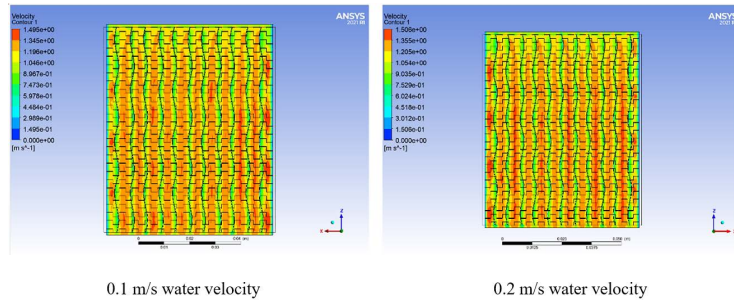 Velocity
Contour 1
1.495e+00
1.345e+00
1.196e+00
1.046e+00
8.967e-01
7.473e-01
5.978e-01
4.484e-01
2.989e-01
1.495e-01
0.000e+00
[m s^-1]
ANSYS
Z
X
0.1 m/s water velocity
Velocity
Contour 1
1.506e+00
1.355e+00
1.205e+00
1.054e+00
9.035e-01
7.529e-01
6.024e-01
4.518e-01
3.012e-01
1.506e-01
0.000e+00
[m s^-1]
ANSYS
Z
X
0.2 m/s water velocity